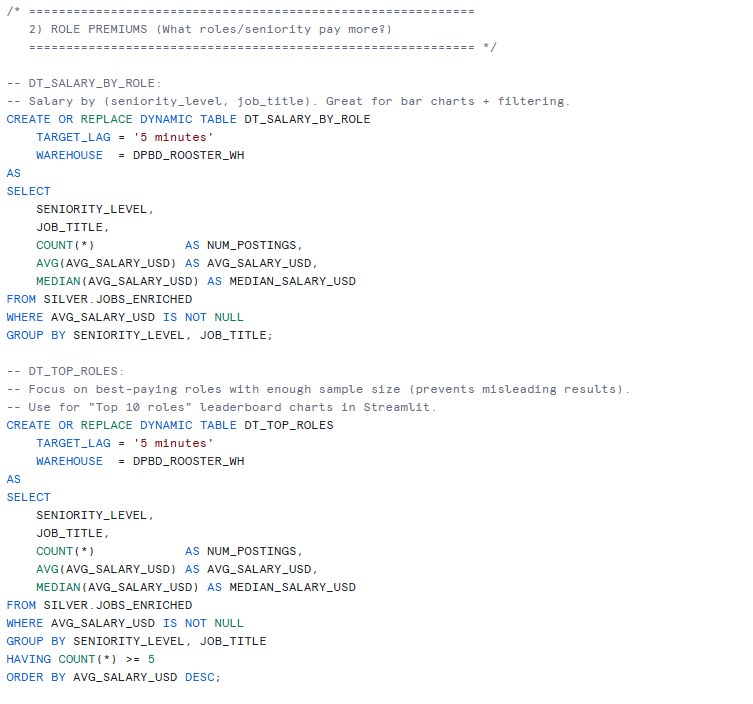 /* ==========================================================
   2) ROLE PREMIUMS (What roles/seniority pay more?)
   ========================================================== */

-- DT_SALARY_BY_ROLE:
-- Salary by (seniority_level, job_title). Great for bar charts + filtering.
CREATE OR REPLACE DYNAMIC TABLE DT_SALARY_BY_ROLE
    TARGET_LAG = '5 minutes'
    WAREHOUSE  = DPBD_ROOSTER_WH
AS
SELECT
    SENIORITY_LEVEL,
    JOB_TITLE,
    COUNT(*)            AS NUM_POSTINGS,
    AVG(AVG_SALARY_USD) AS AVG_SALARY_USD,
    MEDIAN(AVG_SALARY_USD) AS MEDIAN_SALARY_USD
FROM SILVER.JOBS_ENRICHED
WHERE AVG_SALARY_USD IS NOT NULL
GROUP BY SENIORITY_LEVEL, JOB_TITLE;

-- DT_TOP_ROLES:
-- Focus on best-paying roles with enough sample size (prevents misleading results).
-- Use for "Top 10 roles" leaderboard charts in Streamlit.
CREATE OR REPLACE DYNAMIC TABLE DT_TOP_ROLES
    TARGET_LAG = '5 minutes'
    WAREHOUSE  = DPBD_ROOSTER_WH
AS
SELECT
    SENIORITY_LEVEL,
    JOB_TITLE,
    COUNT(*)            AS NUM_POSTINGS,
    AVG(AVG_SALARY_USD) AS AVG_SALARY_USD,
    MEDIAN(AVG_SALARY_USD) AS MEDIAN_SALARY_USD
FROM SILVER.JOBS_ENRICHED
WHERE AVG_SALARY_USD IS NOT NULL
GROUP BY SENIORITY_LEVEL, JOB_TITLE
HAVING COUNT(*) >= 5
ORDER BY AVG_SALARY_USD DESC;